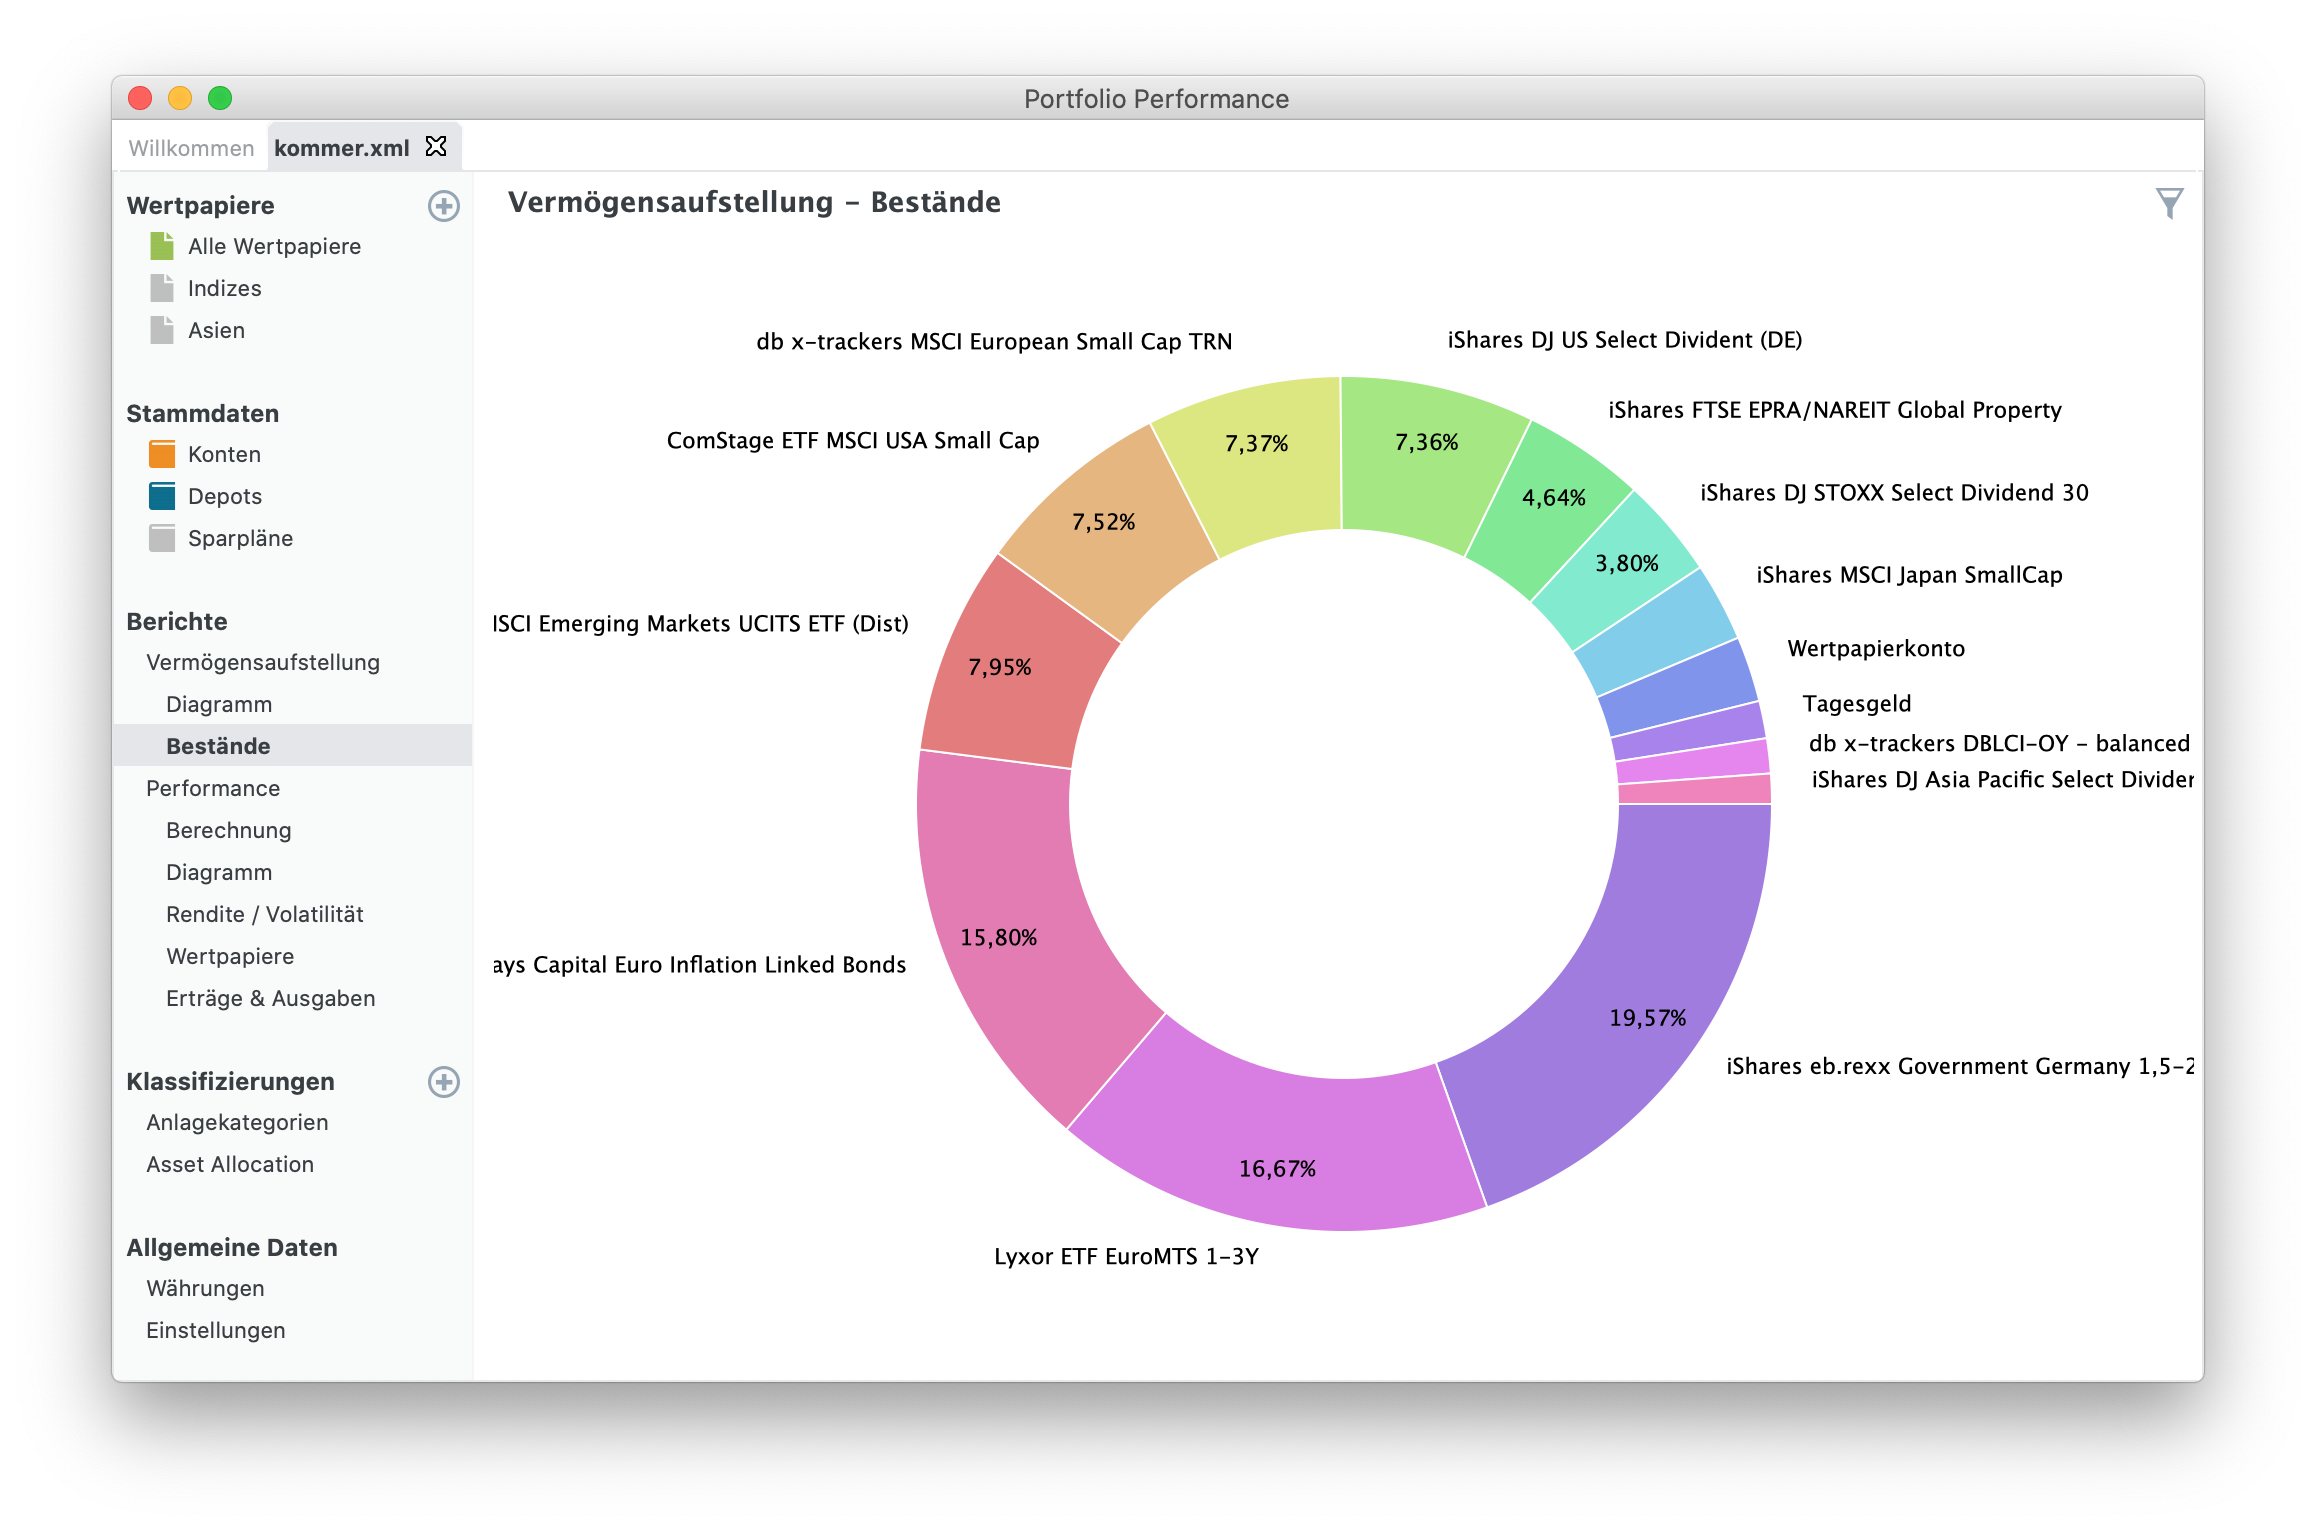 Portfolio Performance
Willkommen
kommer.xml
Wertpapiere
Alle Wertpapiere
Indizes
Asien
Stammdaten
Konten
Depots
Sparpläne
Berichte
Vermögensaufstellung
Diagramm
Bestände
Performance
Berechnung
Diagramm
Rendite / Volatilität
Wertpapiere
Erträge & Ausgaben
Klassifizierungen
Anlagekategorien
Asset Allocation
Allgemeine Daten
Währungen
Einstellungen
Vermögensaufstellung – Bestände
db x-trackers MSCI European Small Cap TRN
iShares DJ US Select Divident (DE)
iShares FTSE EPRA/NAREIT Global Property
ComStage ETF MSCI USA Small Cap
7,37%
7,36%
4,64%
iShares DJ STOXX Select Dividend 30
7,52%
3,80%
iShares MSCI Japan SmallCap
Emerging Markets UCITS ETF (Dist)
7,95%
Wertpapierkonto
Tagesgeld
db x-trackers DBLCI-OY – balanced
iShares DJ Asia Pacific Select
15,80%
Capital Euro Inflation Linked Bonds
19,57%
iShares eb.rexx Government Germany 1,5-2
16,67%
Lyxor ETF EuroMTS 1-3Y